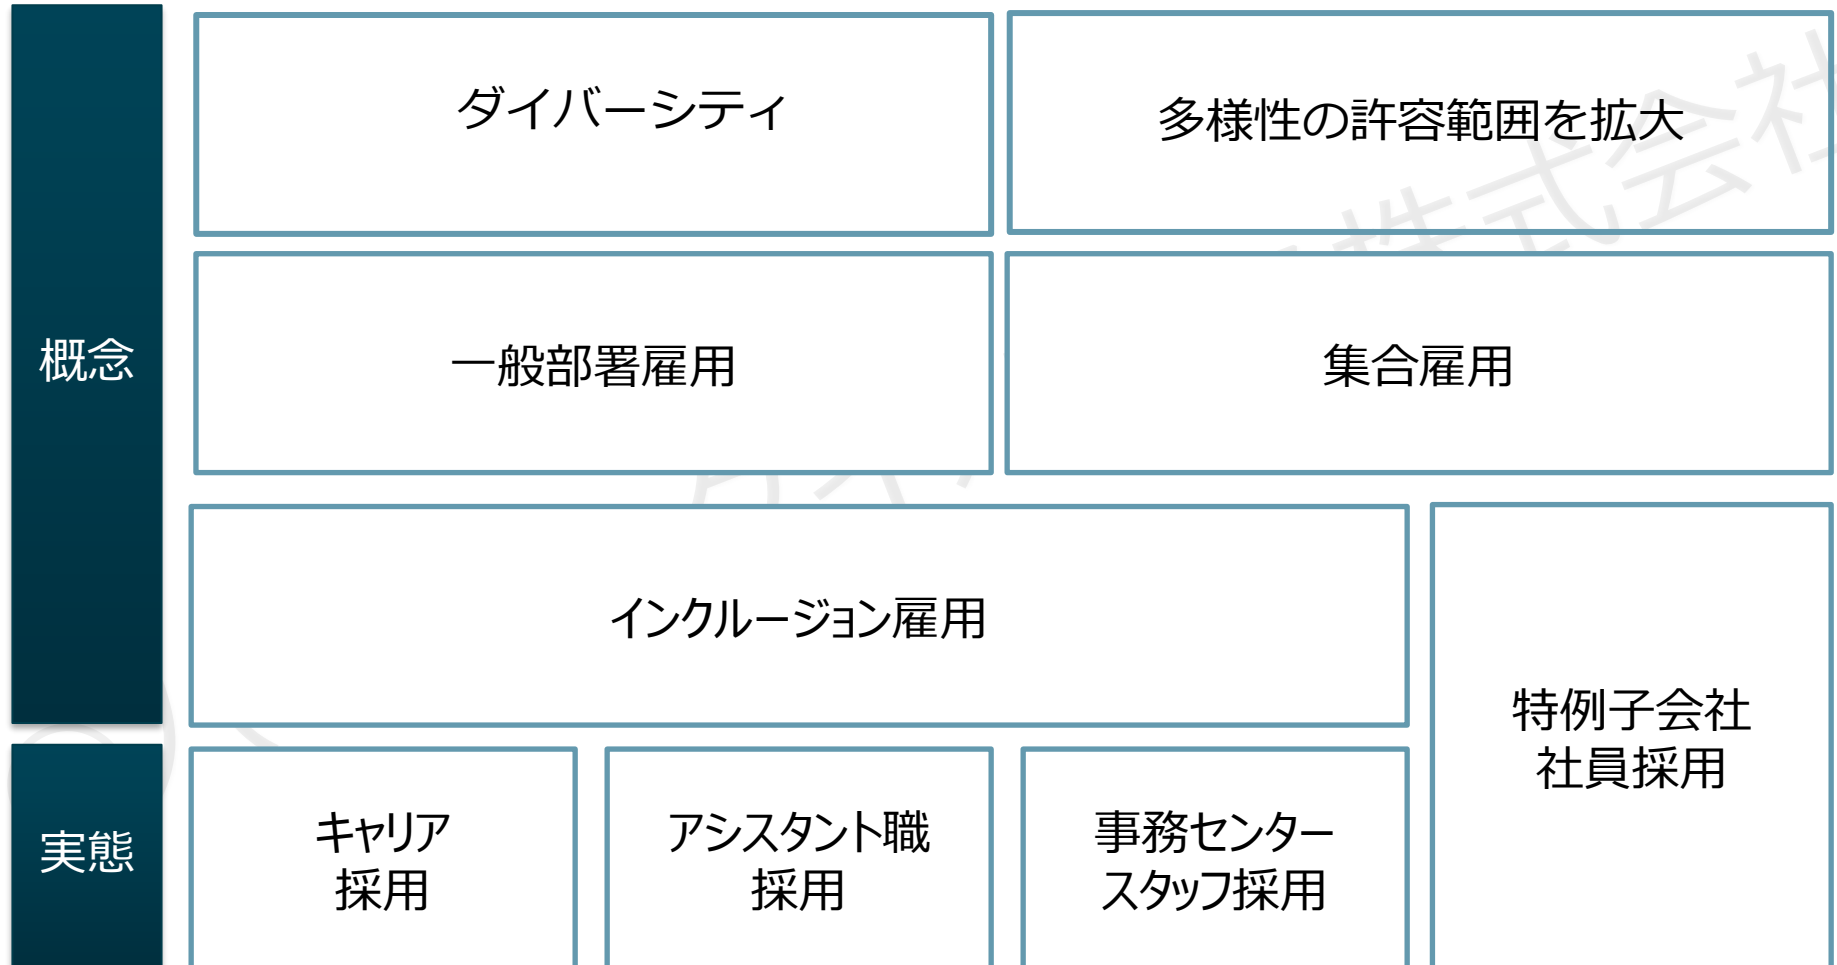 ダイバーシティ
多様性の許容範囲を拡大
概念
一般部署雇用
集合雇用
インクルージョン雇用
特例子会社
社員採用
実態
キャリア
採用
アシスタント職
採用
事務センター
スタッフ採用
株式会社